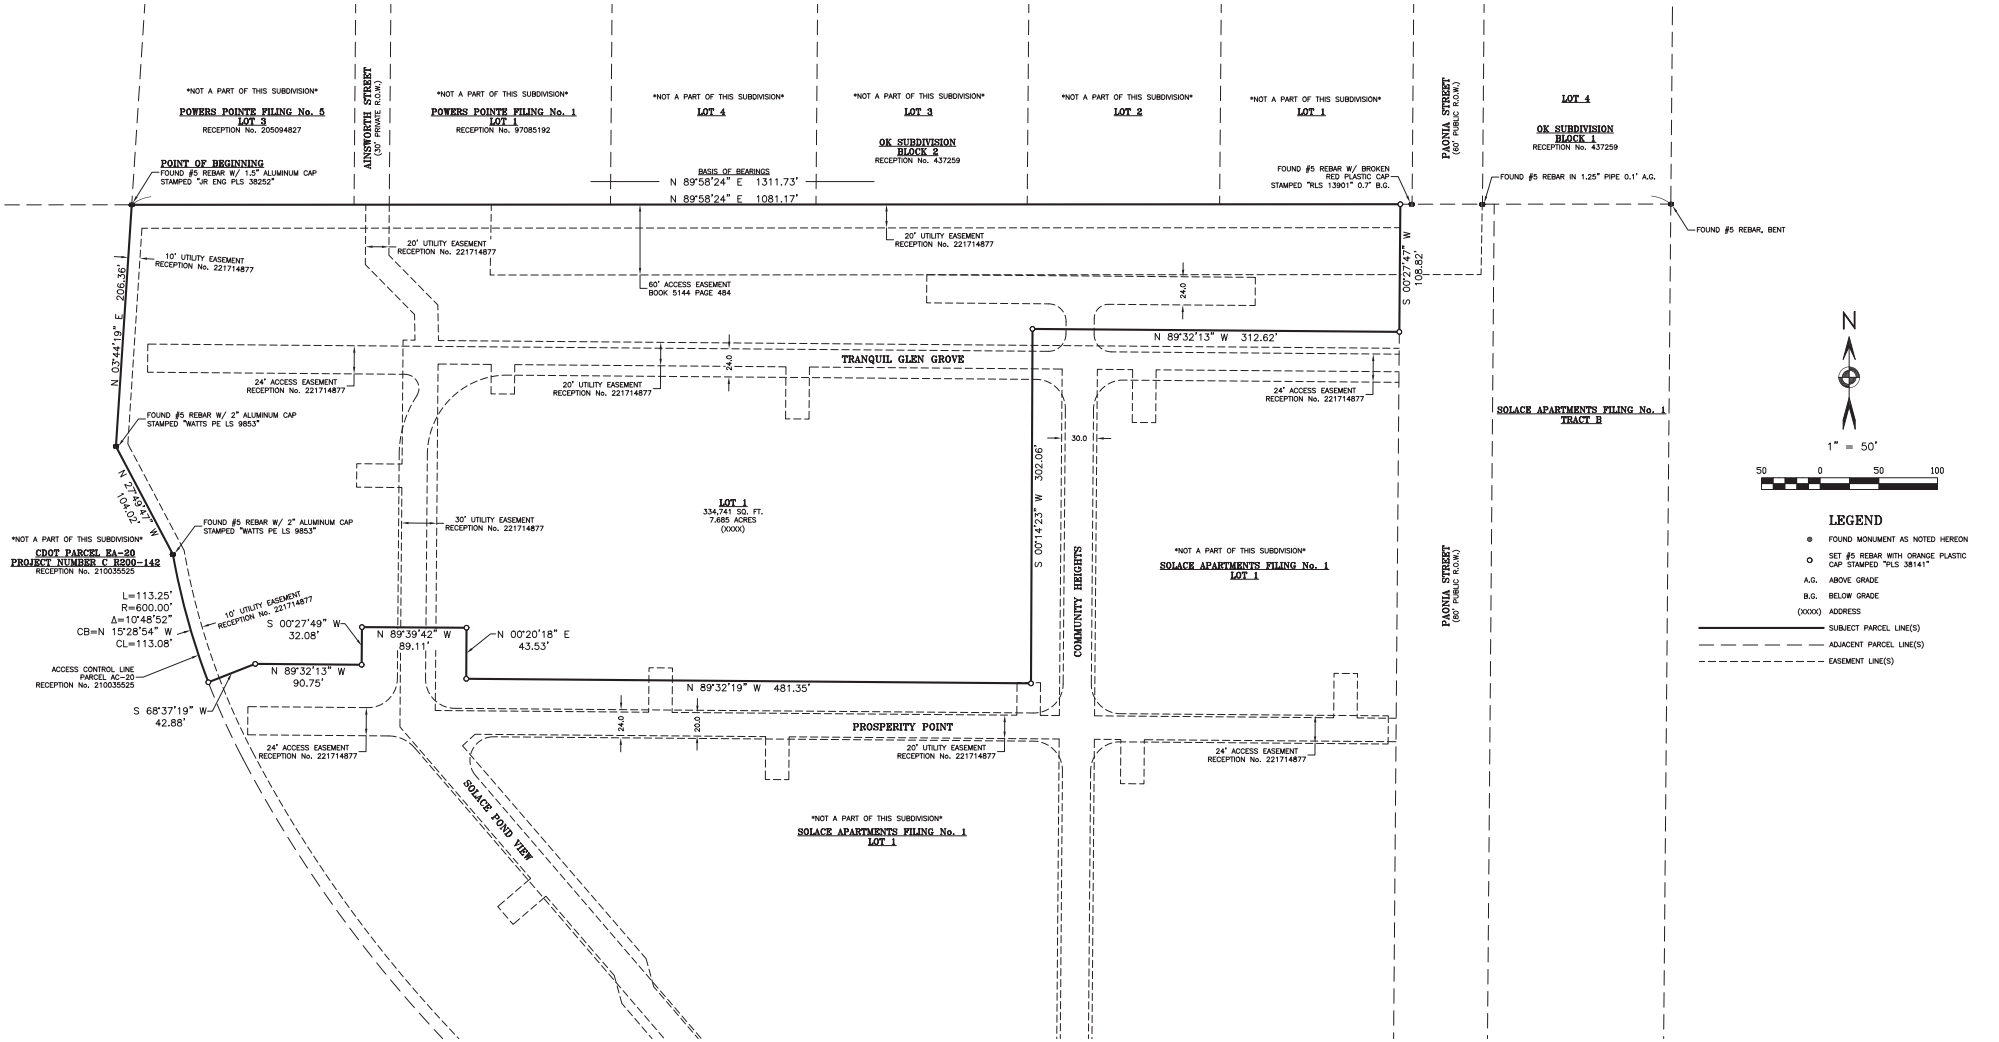 *NOT A PART OF THIS SUBDIVISION*
POWERS POINTE FILING No. 5
LOT 3
RECEPTION No. 205094827
AINSWORTH STREET
(30' PRIVATE R.O.W.)
*NOT A PART OF THIS SUBDIVISION*
POWERS POINTE FILING No. 1
LOT 1
RECEPTION No. 97085192
*NOT A PART OF THIS SUBDIVISION*
LOT 4
*NOT A PART OF THIS SUBDIVISION*
LOT 3
OK SUBDIVISION
BLOCK 2
RECEPTION No. 437259
*NOT A PART OF THIS SUBDIVISION*
LOT 2
*NOT A PART OF THIS SUBDIVISION*
LOT 1
PAONIA STREET
(60' PUBLIC R.O.W.)
LOT 4
OK SUBDIVISION
BLOCK 1
RECEPTION No. 437259
POINT OF BEGINNING
FOUND #5 REBAR W/ 1.5" ALUMINUM CAP
STAMPED "JR ENG PLS 38252"
BASIS OF BEARINGS
N 89°58'24" E 1311.73'
N 89°58'24" E 1081.17'
FOUND #5 REBAR W/ BROKEN
RED PLASTIC CAP
STAMPED "RLS 13901" 0.7' B.G.
FOUND #5 REBAR IN 1.25" PIPE 0.1' A.G.
FOUND #5 REBAR, BENT
10' UTILITY EASEMENT
RECEPTION No. 221714877
20' UTILITY EASEMENT
RECEPTION No. 221714877
60' ACCESS EASEMENT
BOOK 5144 PAGE 484
20' UTILITY EASEMENT
RECEPTION No. 221714877
24.0
S 00°27'47" W
108.82'
N 03°44'19" E 206.36'
N 89°32'13" W 312.62'
TRANQUIL GLEN GROVE
24.0
24' ACCESS EASEMENT
RECEPTION No. 221714877
20' UTILITY EASEMENT
RECEPTION No. 221714877
24' ACCESS EASEMENT
RECEPTION No. 221714877
FOUND #5 REBAR W/ 2" ALUMINUM CAP
STAMPED "WATTS PE LS 9853"
30.0
SOLACE APARTMENTS FILING No. 1
TRACT B
N
1" = 50'
50 0 50 100
N 27°49'47" W
104.02'
LOT 1
334,741 SQ. FT.
7.685 ACRES
(XXXX)
S 00°14'23" W 302.06'
FOUND #5 REBAR W/ 2" ALUMINUM CAP
STAMPED "WATTS PE LS 9853"
30' UTILITY EASEMENT
RECEPTION No. 221714877
*NOT A PART OF THIS SUBDIVISION*
CDOT PARCEL EA-20
PROJECT NUMBER C R200-142
RECEPTION No. 210035525
COMMUNITY HEIGHTS
*NOT A PART OF THIS SUBDIVISION*
SOLACE APARTMENTS FILING No. 1
LOT 1
PAONIA STREET
(80' PUBLIC R.O.W.)
LEGEND
FOUND MONUMENT AS NOTED HEREON
SET #5 REBAR WITH ORANGE PLASTIC
CAP STAMPED "PLS 38141"
A.G. ABOVE GRADE
B.G. BELOW GRADE
(XXXX) ADDRESS
SUBJECT PARCEL LINE(S)
ADJACENT PARCEL LINE(S)
EASEMENT LINE(S)
L=113.25'
R=600.00'
Δ=10°48'52"
CB=N 15°28'54" W
CL=113.08'
10' UTILITY EASEMENT
RECEPTION No. 221714877
S 00°27'49" W
32.08'
N 89°39'42" W
89.11'
N 00°20'18" E
43.53'
ACCESS CONTROL LINE
PARCEL AC-20
RECEPTION No. 210035525
N 89°32'13" W
90.75'
N 89°32'19" W 481.35'
S 68°37'19" W
42.88'
24.0
20.0
PROSPERITY POINT
24' ACCESS EASEMENT
RECEPTION No. 221714877
20' UTILITY EASEMENT
RECEPTION No. 221714877
24' ACCESS EASEMENT
RECEPTION No. 221714877
SOLACE POND VIEW
*NOT A PART OF THIS SUBDIVISION*
SOLACE APARTMENTS FILING No. 1
LOT 1